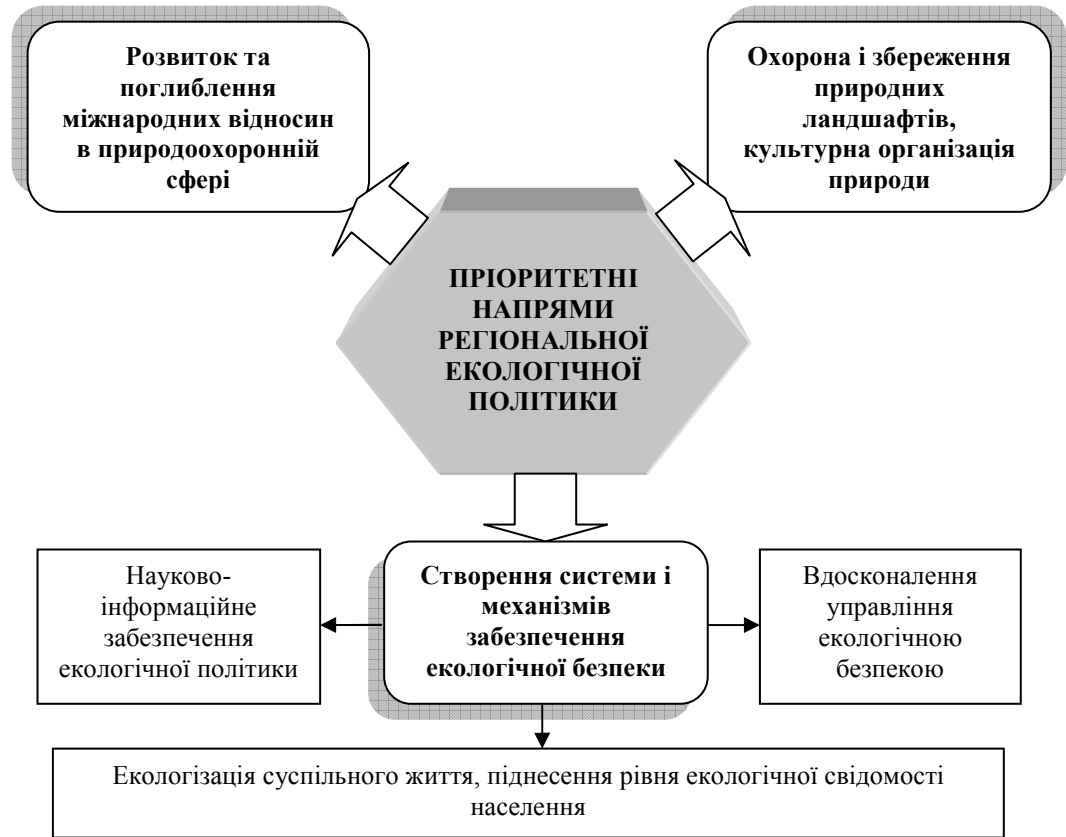 Розвиток та
поглиблення
міжнародних відносин
в природоохоронній
сфері
Охорона і збереження
природних
ландшафтів,
культурна організація
природи
ПРІОРИТЕТНІ
НАПРЯМИ
РЕГІОНАЛЬНОЇ
ЕКОЛОГІЧНОЇ
ПОЛІТИКИ
Науково-
інформаційне
забезпечення
екологічної політики
Створення системи і
механізмів
забезпечення
екологічної безпеки
Вдосконалення
управління
екологічною
безпекою
Екологізація суспільного життя, піднесення рівня екологічної свідомості
населення